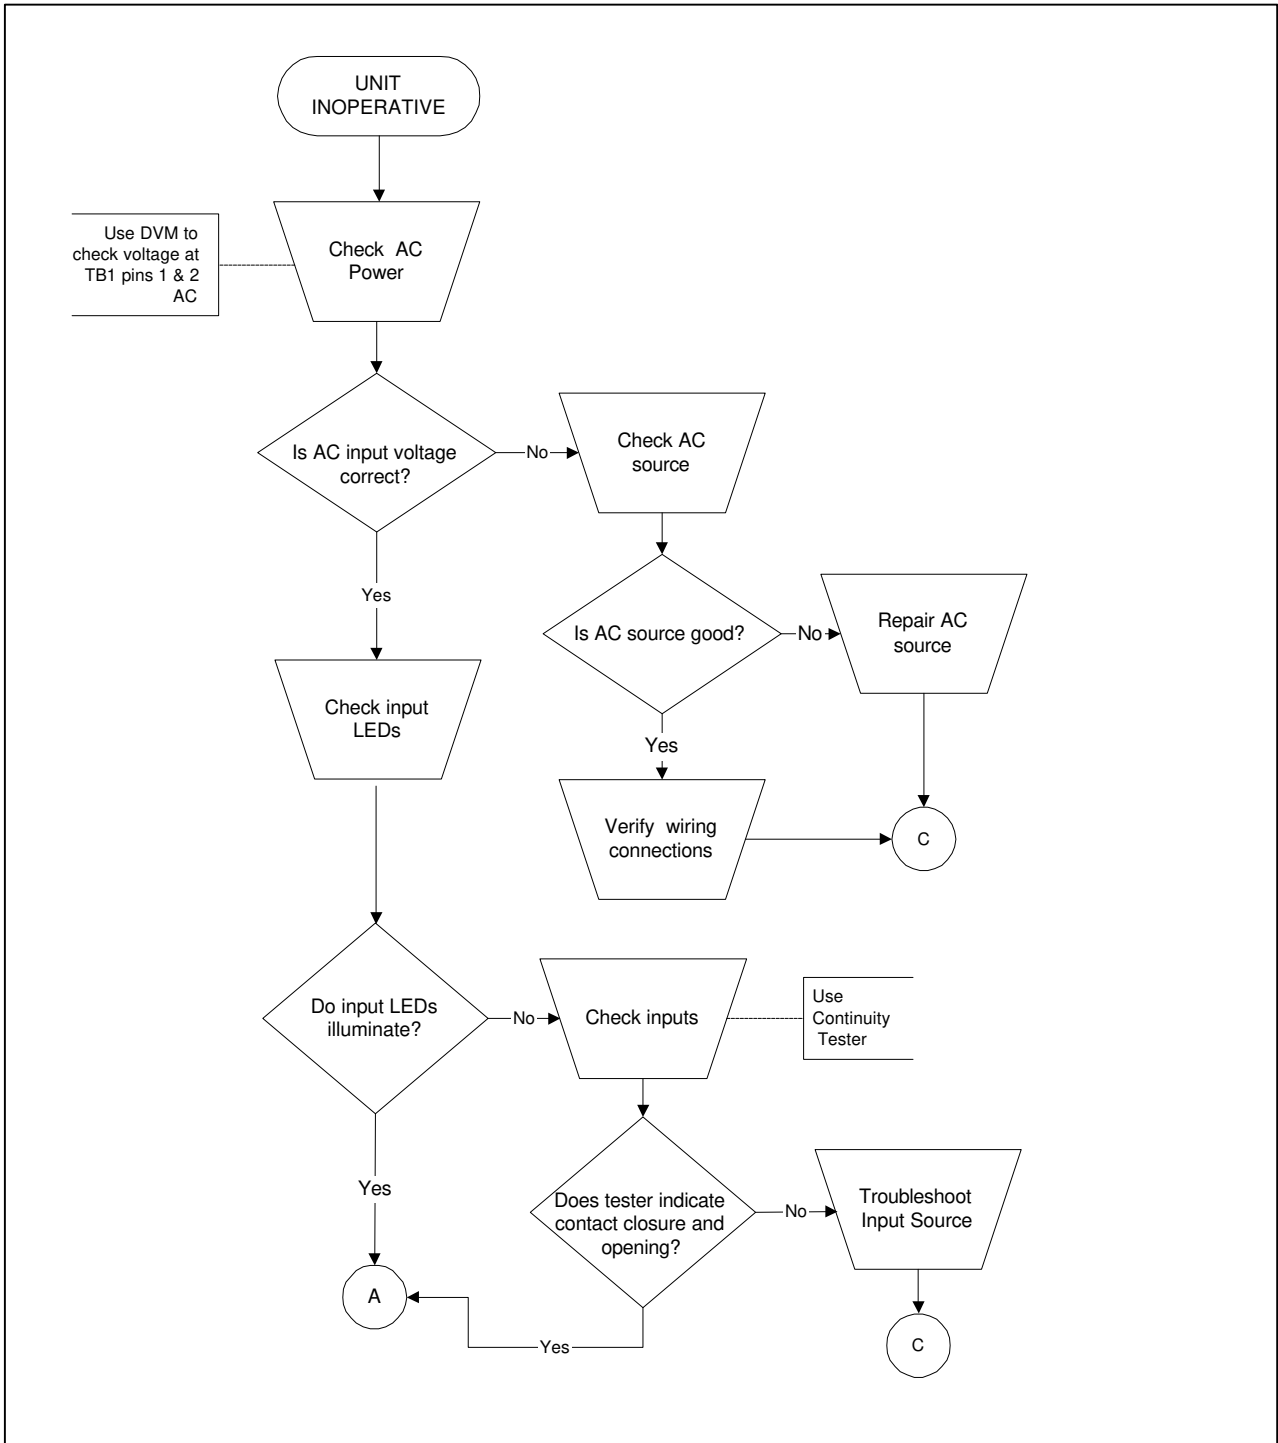 UNIT
INOPERATIVE
Use DVM to
check voltage at
TB1 pins 1 & 2
AC
Check AC
Power
Is AC input voltage
correct?
No
Check AC
source
Yes
Is AC source good?
No
Repair AC
source
Check input
LEDs
Yes
Verify wiring
connections
C
Do input LEDs
illuminate?
No
Check inputs
Use
Continuity
Tester
Yes
Does tester indicate
contact closure and
opening?
No
Troubleshoot
Input Source
A
Yes
C